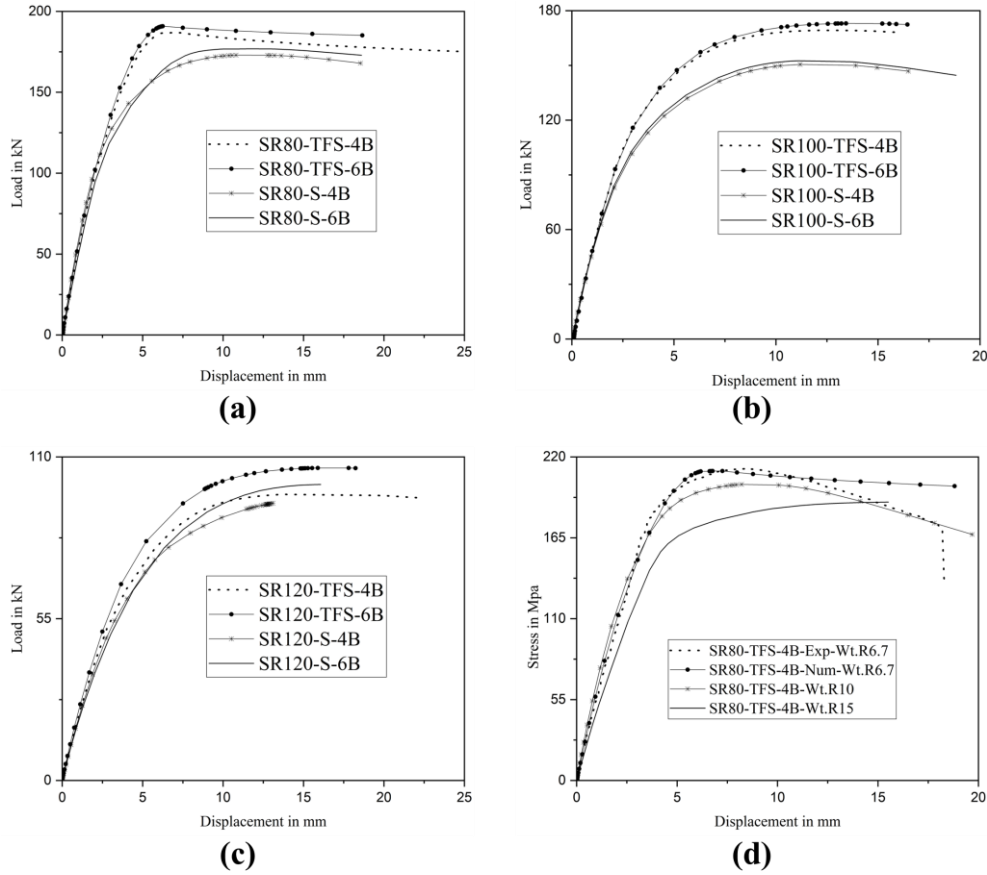 200
150
100
50
0
Load in kN
SR80-TFS-4B
SR80-TFS-6B
SR80-S-4B
SR80-S-6B
0 5 10 15 20 25
Displacement in mm
(a)
180
120
60
0
Load in kN
SR100-TFS-4B
SR100-TFS-6B
SR100-S-4B
SR100-S-6B
0 5 10 15 20
Displacement in mm
(b)
110
55
0
Load in kN
SR120-TFS-4B
SR120-TFS-6B
SR120-S-4B
SR120-S-6B
0 5 10 15 20 25
Displacement in mm
(c)
220
165
110
55
0
Stress in Mpa
SR80-TFS-4B-Exp-Wt.R6.7
SR80-TFS-4B-Num-Wt.R6.7
SR80-TFS-4B-Wt.R10
SR80-TFS-4B-Wt.R15
0 5 10 15 20
Displacement in mm
(d)